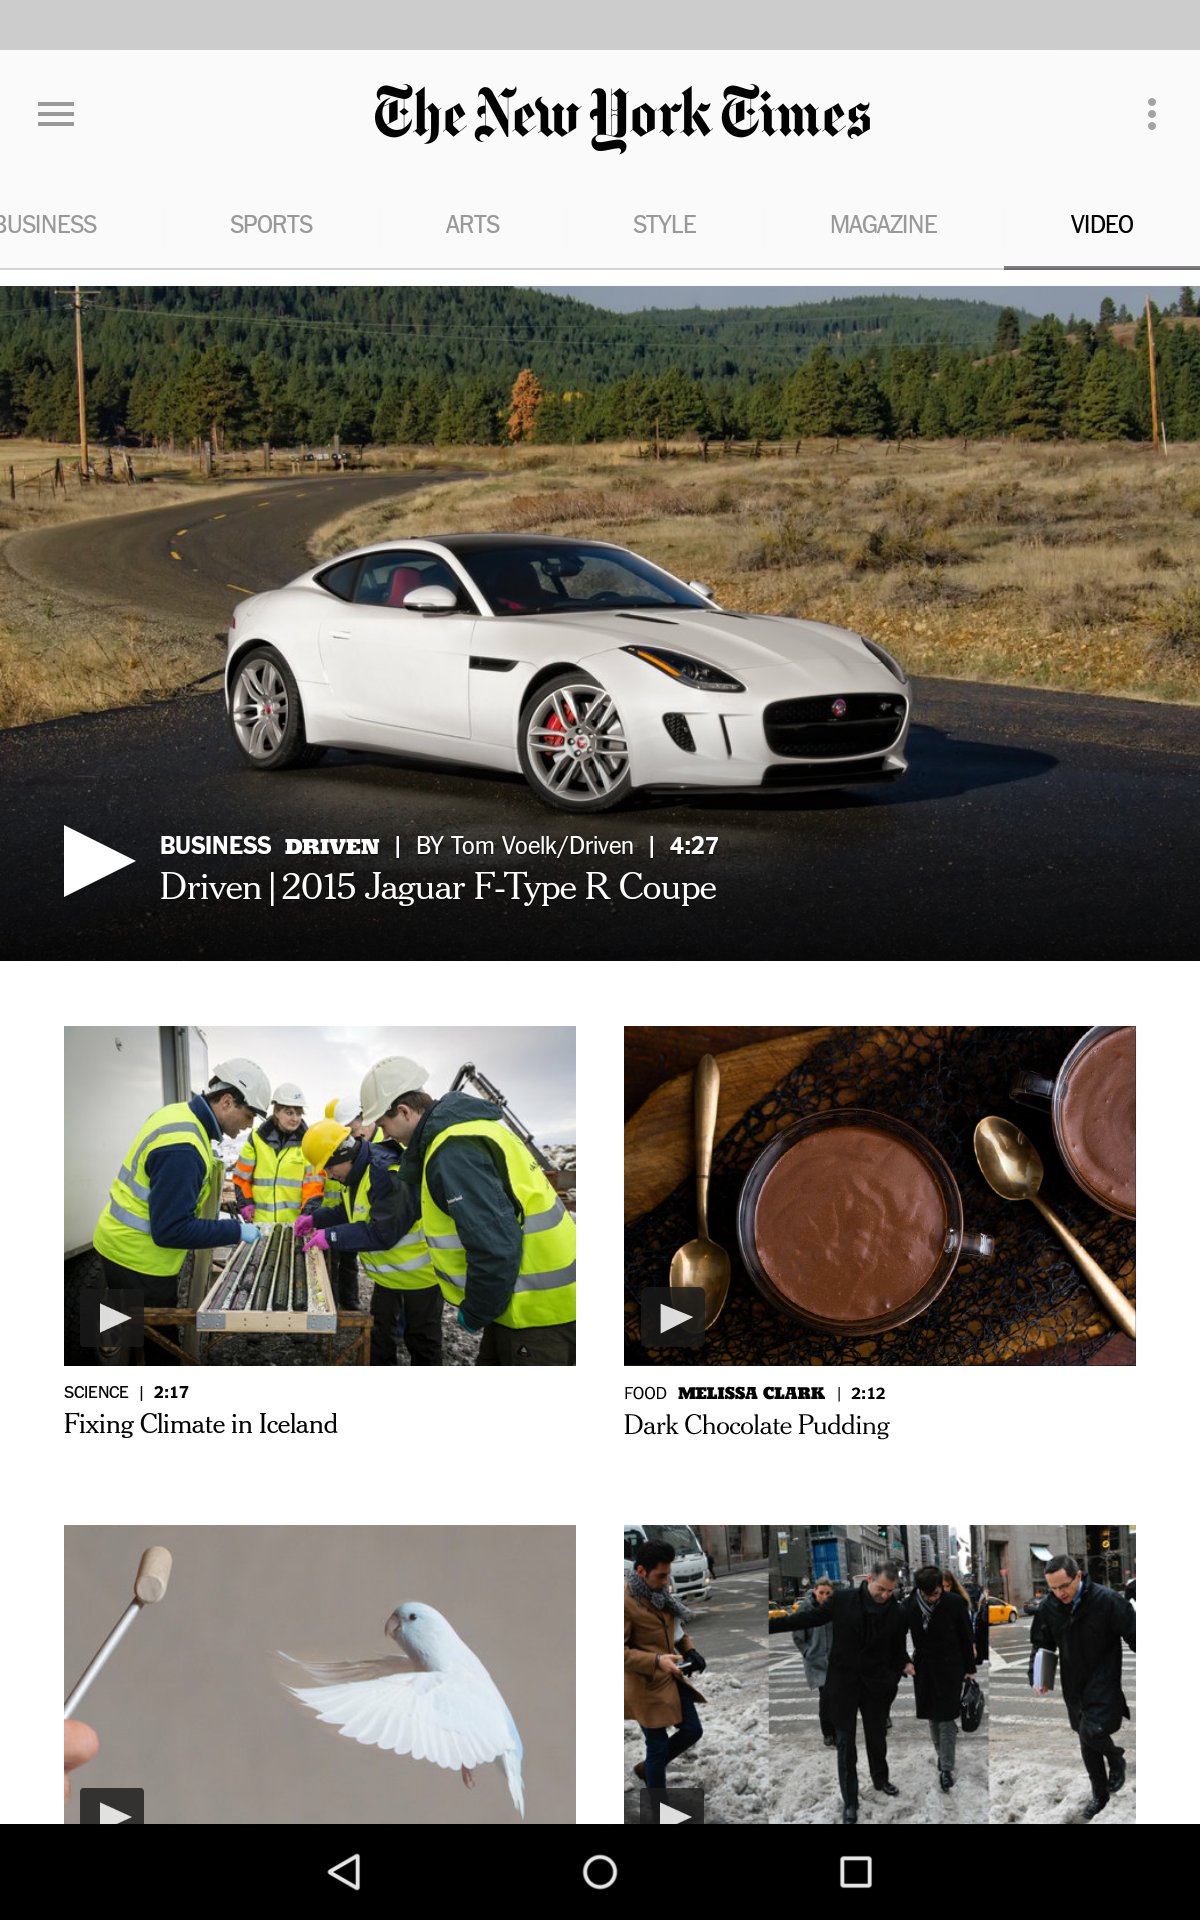 The New York Times
BUSINESS SPORTS ARTS STYLE MAGAZINE VIDEO
BUSINESS DRIVEN | BY Tom Voelk/Driven | 4:27
Driven | 2015 Jaguar F-Type R Coupe
SCIENCE | 2:17
Fixing Climate in Iceland
FOOD MELISSA CLARK | 2:12
Dark Chocolate Pudding